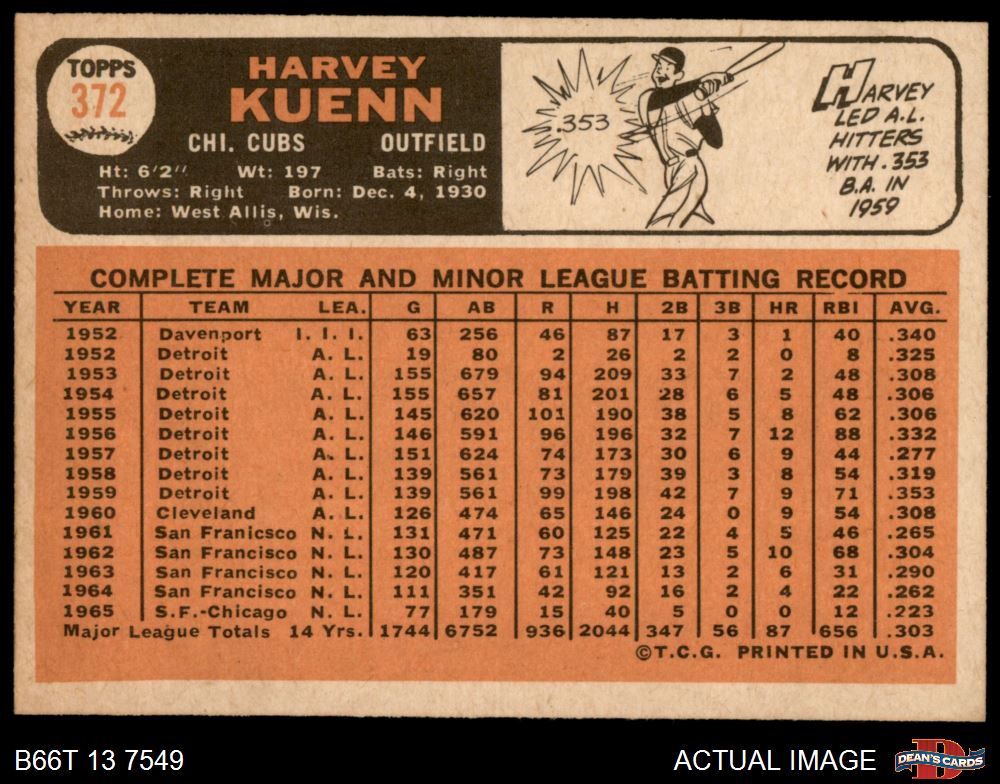 TOPPS
372
HARVEY
KUENN
CHI. CUBS OUTFIELD
Ht: 6'2" Wt: 197 Bats: Right
Throws: Right Born: Dec. 4, 1930
Home: West Allis, Wis.
.353
HARVEY
LED A.L.
HITTERS
WITH .353
B.A. IN
1959
COMPLETE MAJOR AND MINOR LEAGUE BATTING RECORD
YEAR TEAM LEA. G AB R H 2B 3B HR RBI AVG.
1952 Davenport I. I. I. 63 256 46 87 17 3 1 40 .340
1952 Detroit A. L. 19 80 2 26 2 2 0 8 .325
1953 Detroit A. L. 155 679 94 209 33 7 2 48 .308
1954 Detroit A. L. 155 657 81 201 28 6 5 48 .306
1955 Detroit A. L. 145 620 101 190 38 5 8 62 .306
1956 Detroit A. L. 146 591 96 196 32 7 12 88 .332
1957 Detroit A. L. 151 624 74 173 30 6 9 44 .277
1958 Detroit A. L. 139 561 73 179 39 3 8 54 .319
1959 Detroit A. L. 139 561 99 198 42 7 9 71 .353
1960 Cleveland A. L. 126 474 65 146 24 0 9 54 .308
1961 San Franicsco N. L. 131 471 60 125 22 4 5 46 .265
1962 San Francisco N. L. 130 487 73 148 23 5 10 68 .304
1963 San Francisco N. L. 120 417 61 121 13 2 6 31 .290
1964 San Francisco N. L. 111 351 42 92 16 2 4 22 .262
1965 S.F.-Chicago N. L. 77 179 15 40 5 0 0 12 .223
Major League Totals 14 Yrs. 1744 6752 936 2044 347 56 87 656 .303
©T.C.G. PRINTED IN U.S.A.
B66T 13 7549 ACTUAL IMAGE
D
DEAN'S CARDS